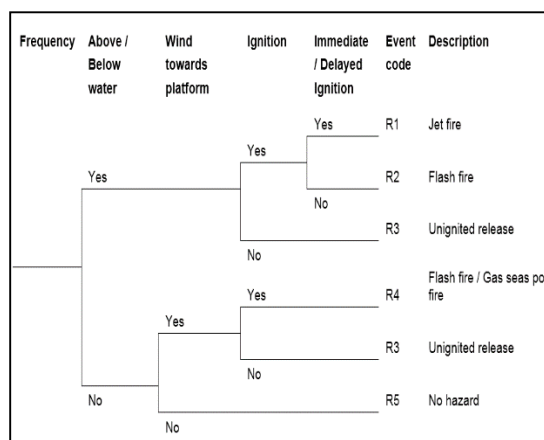 Frequency Above / Below water Wind towards platform Ignition Immediate / Delayed Ignition Event code Description
Yes R1 Jet fire
Yes
Yes R2 Flash fire
No
R3 Unignited release
No
Yes R4 Flash fire / Gas seas po fire
Yes
R3 Unignited release
No
No R5 No hazard
No